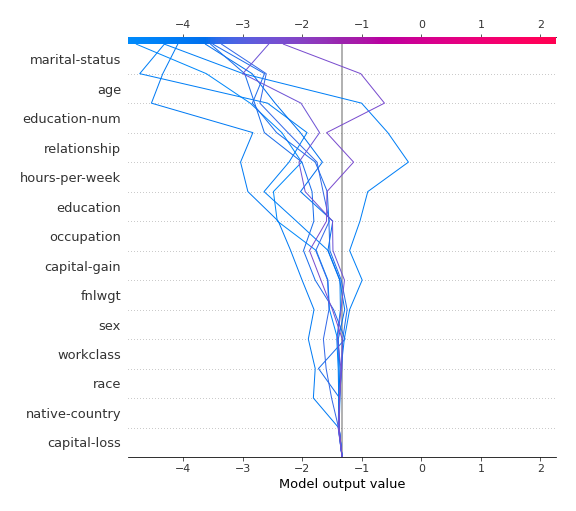 −4 −3 −2 −1 0 1 2
marital-status
age
education-num
relationship
hours-per-week
education
occupation
capital-gain
fnlwgt
sex
workclass
race
native-country
capital-loss
−4 −3 −2 −1 0 1 2
Model output value